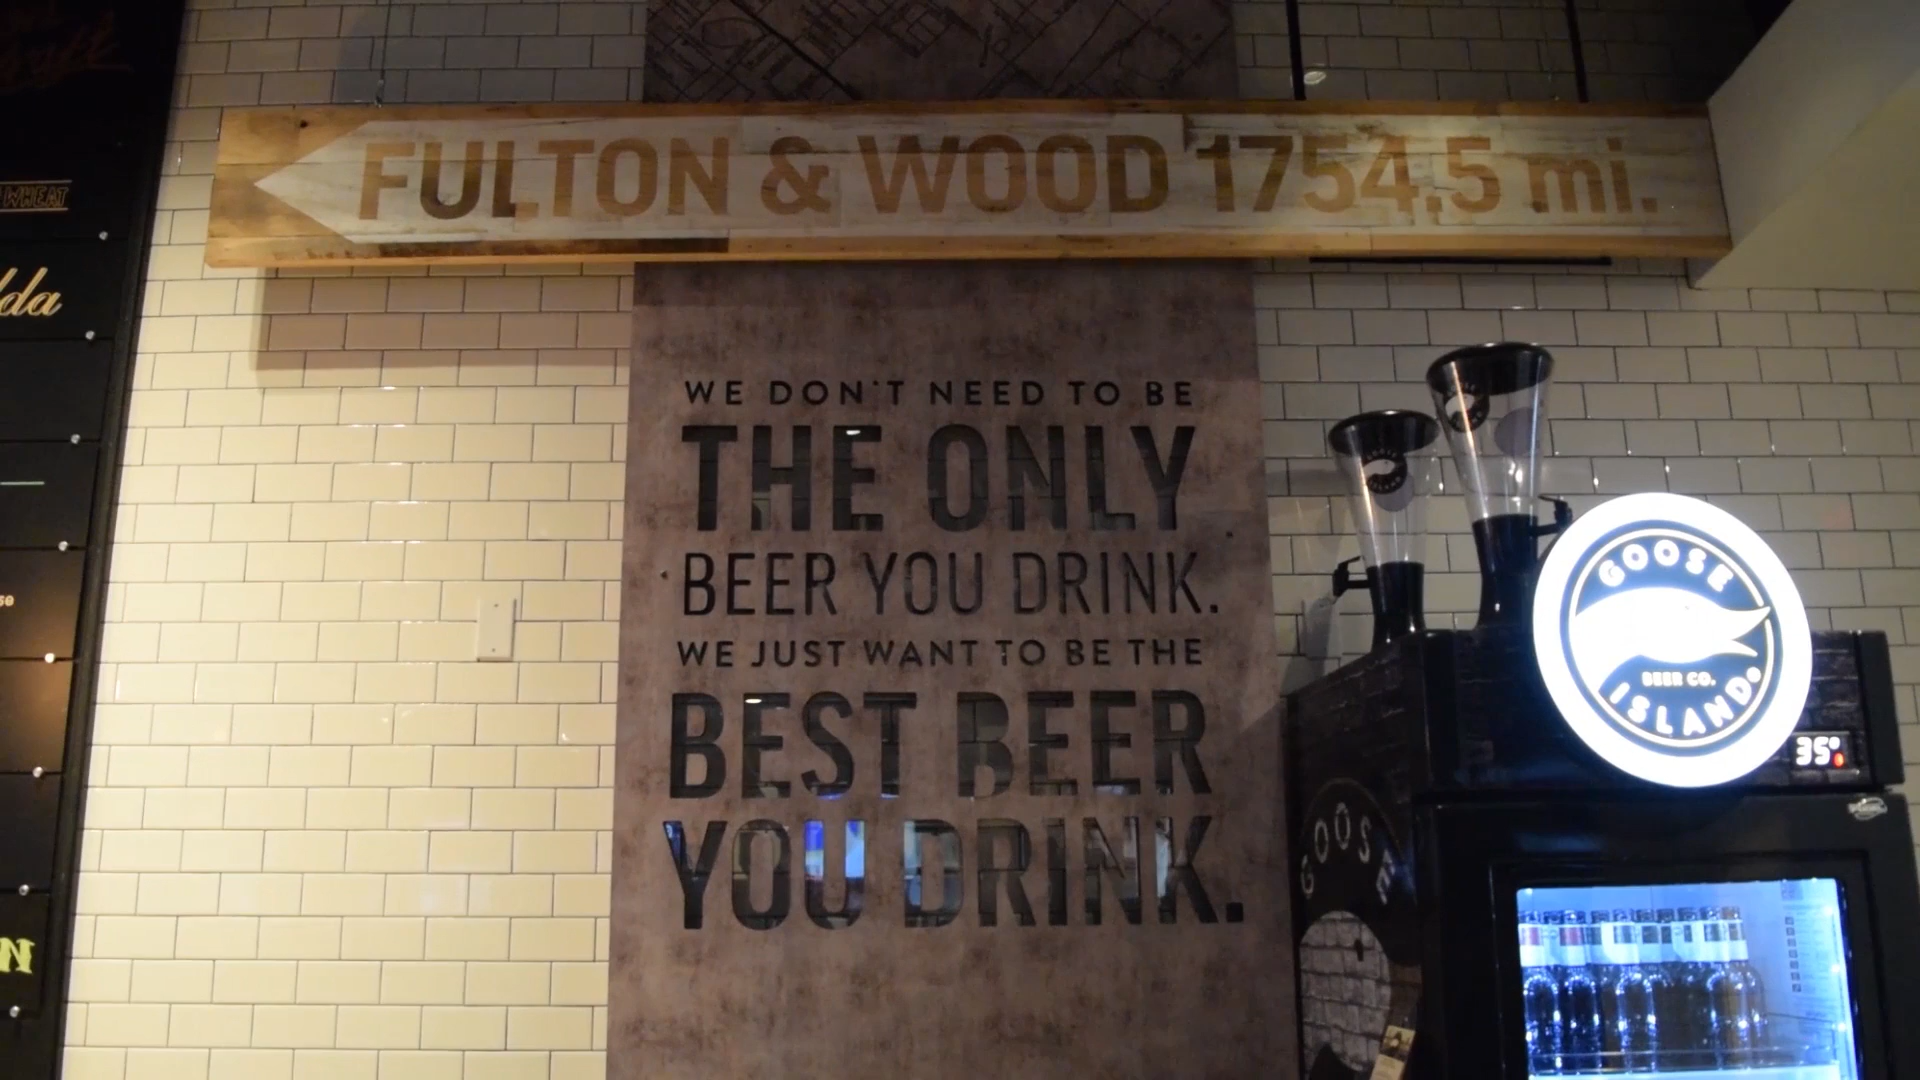 FULTON & WOOD 1754.5 mi.
WHEAT
WE DON'T NEED TO BE
THE ONLY
BEER YOU DRINK.
WE JUST WANT TO BE THE
BEST BEER
YOU DRINK.
GOOSE
BEER CO.
ISLAND®
35°
GOOSE